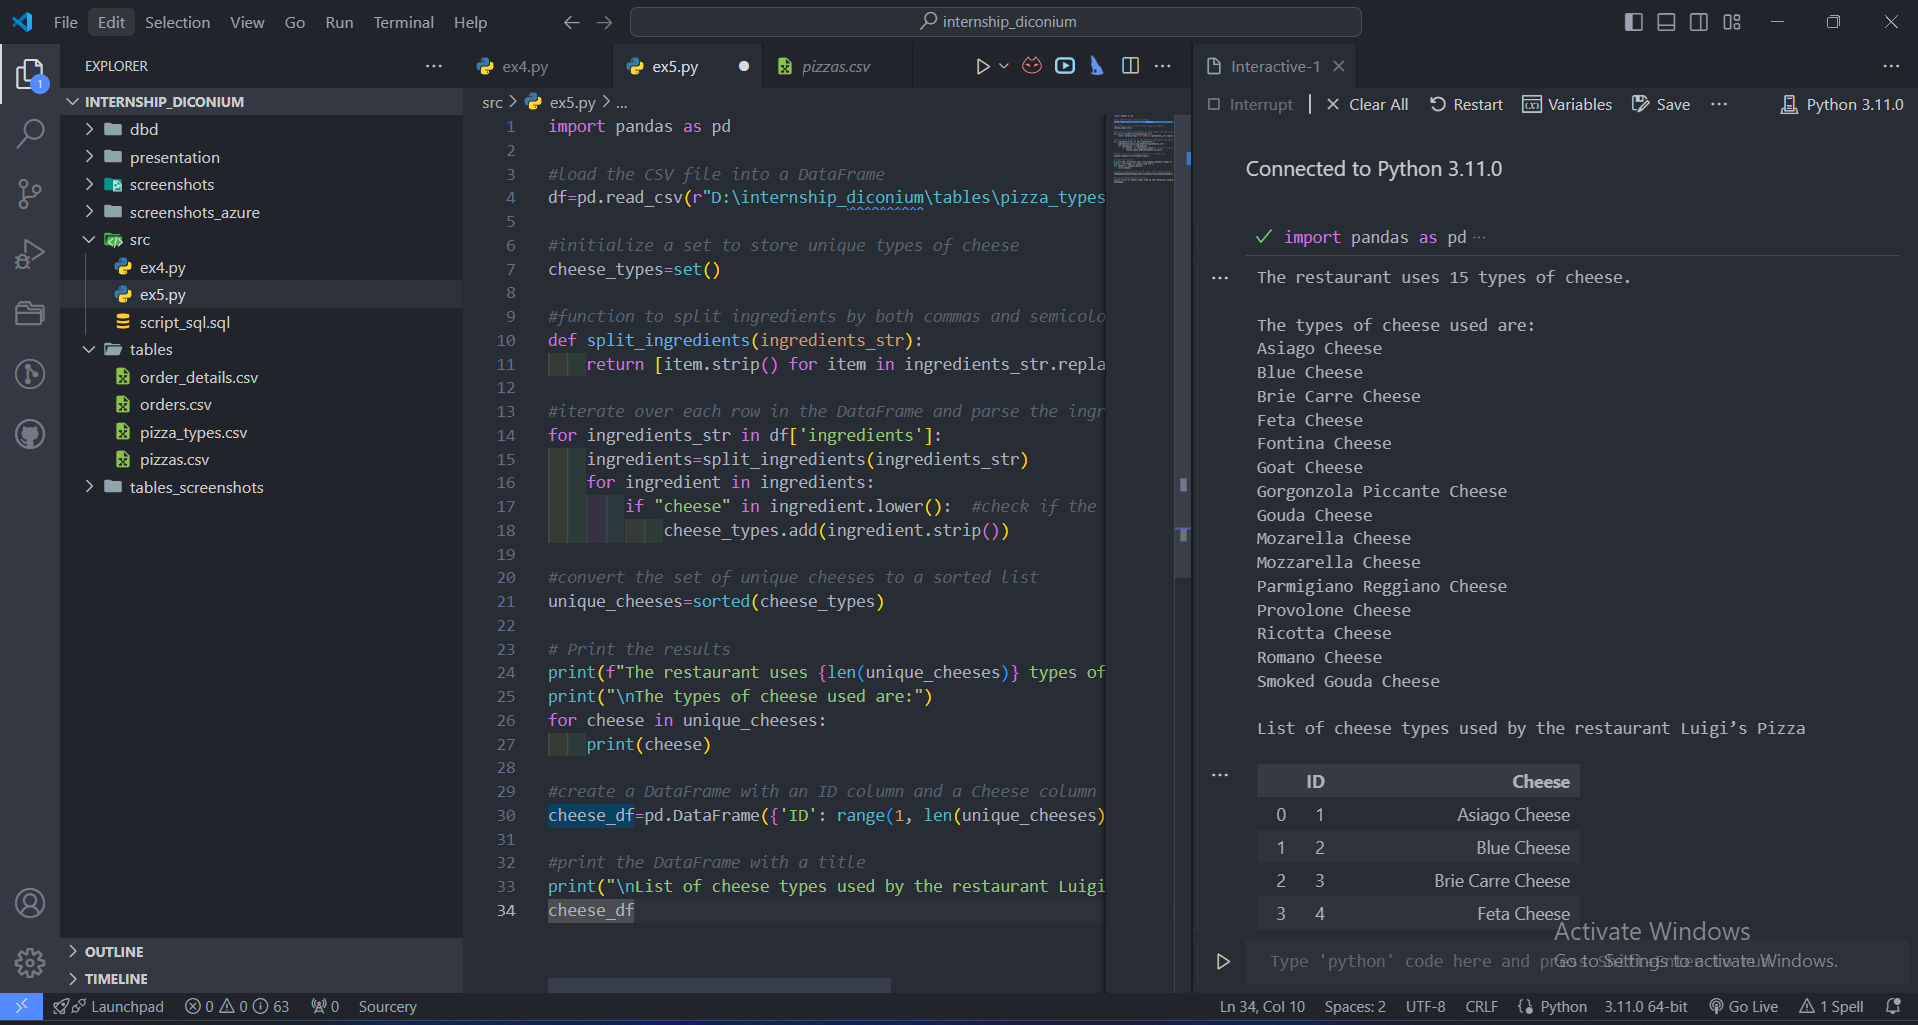 File Edit Selection View Go Run Terminal Help
internship_diconium
EXPLORER
INTERNSHIP_DICONIUM
dbd
presentation
screenshots
screenshots_azure
src
ex4.py
ex5.py
script_sql.sql
tables
order_details.csv
orders.csv
pizza_types.csv
pizzas.csv
tables_screenshots
OUTLINE
TIMELINE
1
ex4.py ex5.py pizzas.csv
src > ex5.py > ...
1 import pandas as pd
2
3 #load the CSV file into a DataFrame
4 df=pd.read_csv(r"D:\internship_diconium\tables\pizza_types
5
6 #initialize a set to store unique types of cheese
7 cheese_types=set()
8
9 #function to split ingredients by both commas and semicolo
10 def split_ingredients(ingredients_str):
11 return [item.strip() for item in ingredients_str.repla
12
13 #iterate over each row in the DataFrame and parse the ingr
14 for ingredients_str in df['ingredients']:
15 ingredients=split_ingredients(ingredients_str)
16 for ingredient in ingredients:
17 if "cheese" in ingredient.lower():  #check if the
18 cheese_types.add(ingredient.strip())
19
20 #convert the set of unique cheeses to a sorted list
21 unique_cheeses=sorted(cheese_types)
22
23 # Print the results
24 print(f"The restaurant uses {len(unique_cheeses)} types of
25 print("\nThe types of cheese used are:")
26 for cheese in unique_cheeses:
27 print(cheese)
28
29 #create a DataFrame with an ID column and a Cheese column
30 cheese_df=pd.DataFrame({'ID': range(1, len(unique_cheeses)
31
32 #print the DataFrame with a title
33 print("\nList of cheese types used by the restaurant Luigi
34 cheese_df
Interactive-1
Interrupt | Clear All Restart Variables Save ... Python 3.11.0
Connected to Python 3.11.0
import pandas as pd ...
The restaurant uses 15 types of cheese.
The types of cheese used are:
Asiago Cheese
Blue Cheese
Brie Carre Cheese
Feta Cheese
Fontina Cheese
Goat Cheese
Gorgonzola Piccante Cheese
Gouda Cheese
Mozarella Cheese
Mozzarella Cheese
Parmigiano Reggiano Cheese
Provolone Cheese
Ricotta Cheese
Romano Cheese
Smoked Gouda Cheese
List of cheese types used by the restaurant Luigi’s Pizza
ID Cheese
0 1 Asiago Cheese
1 2 Blue Cheese
2 3 Brie Carre Cheese
3 4 Feta Cheese
Activate Windows
Go to Settings to activate Windows.
Type 'python' code here and press Shift+Enter to run
Launchpad 0 0 63 0 Sourcery Ln 34, Col 10 Spaces: 2 UTF-8 CRLF Python 3.11.0 64-bit Go Live 1 Spell